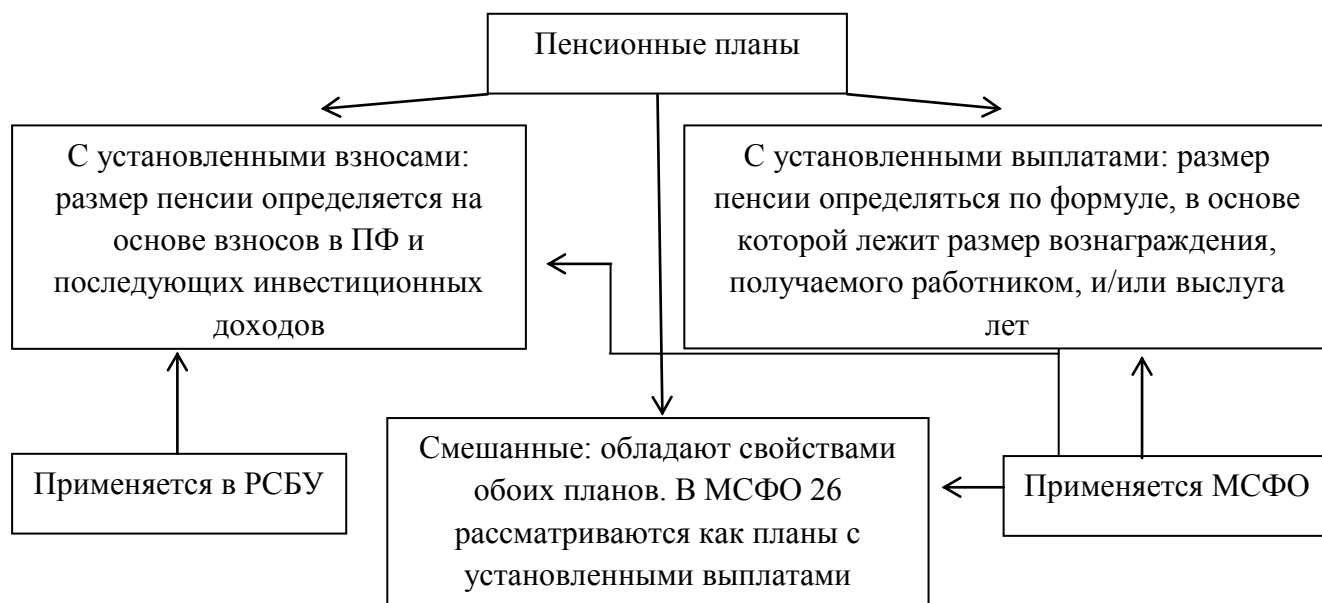 Пенсионные планы
С установленными взносами:
размер пенсии определяется на
основе взносов в ПФ и
последующих инвестиционных
доходов
С установленными выплатами: размер
пенсии определяться по формуле, в основе
которой лежит размер вознаграждения,
получаемого работником, и/или выслуга
лет
Применяется в РСБУ
Смешанные: обладают свойствами
обоих планов. В МСФО 26
рассматриваются как планы с
установленными выплатами
Применяется МСФО